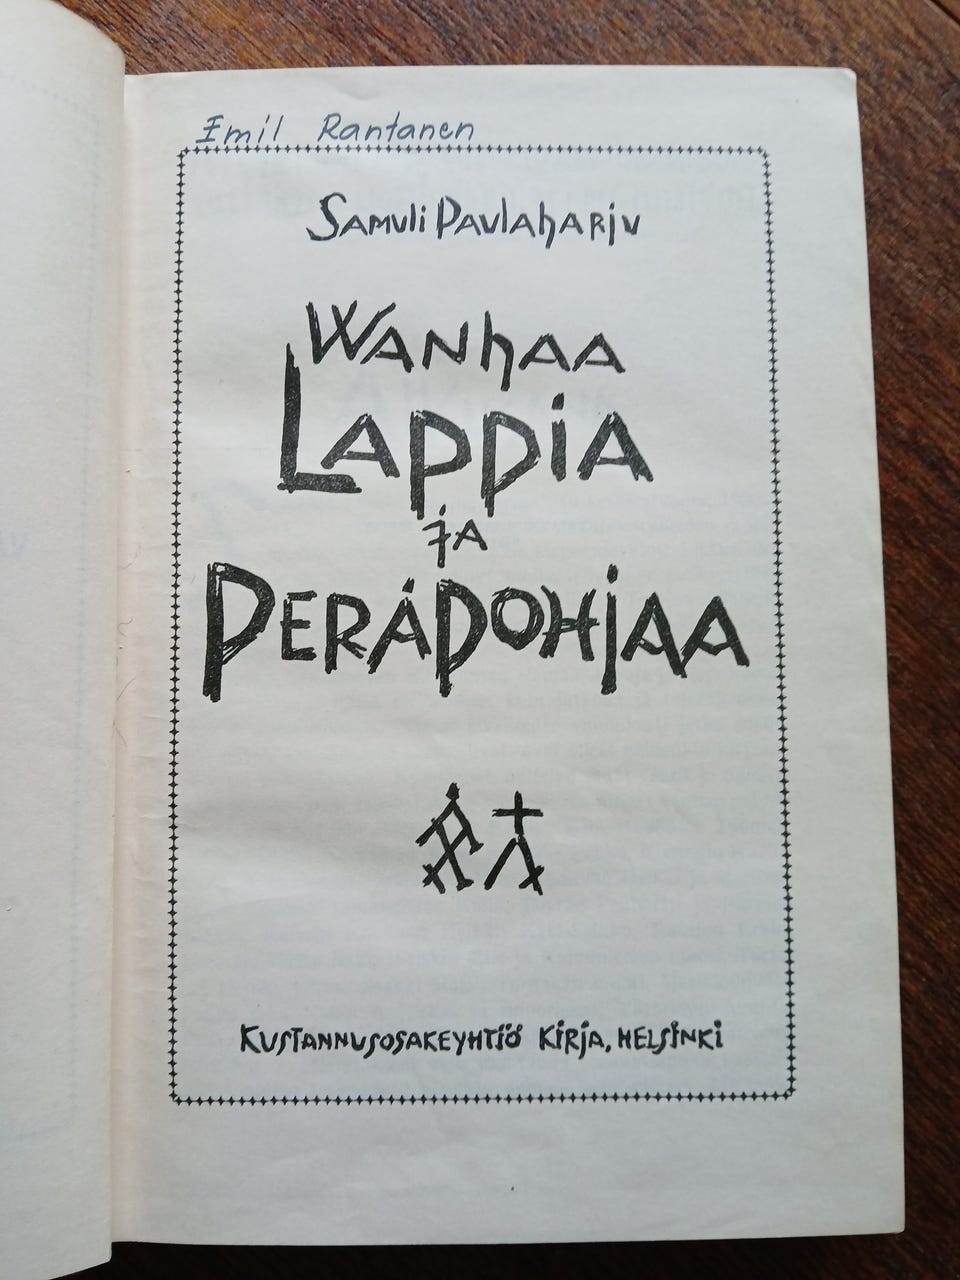 Emil Rantanen
Samuli Paulaharju
Wanhaa
Lappia
ja
Peräpohjaa
Kustannusosakeyhtiö Kirja, Helsinki